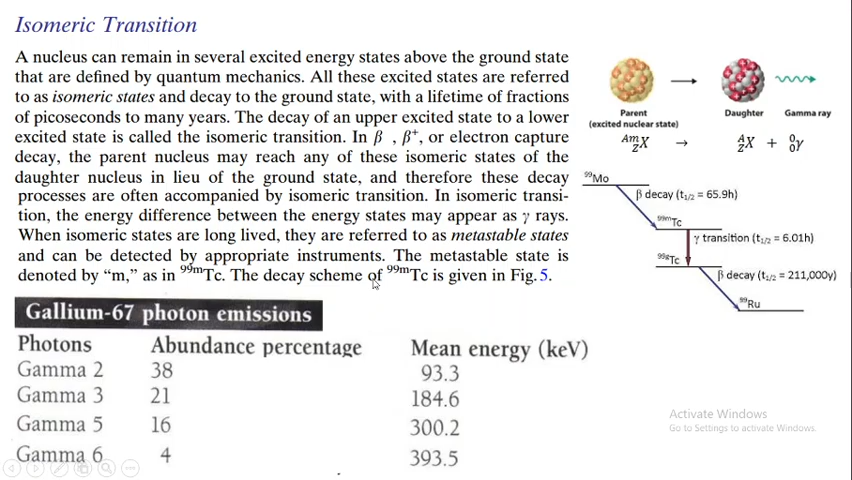 Isomeric Transition
A nucleus can remain in several excited energy states above the ground state
that are defined by quantum mechanics. All these excited states are referred
to as isomeric states and decay to the ground state, with a lifetime of fractions
of picoseconds to many years. The decay of an upper excited state to a lower
excited state is called the isomeric transition. In β , β⁺, or electron capture
decay, the parent nucleus may reach any of these isomeric states of the
daughter nucleus in lieu of the ground state, and therefore these decay
processes are often accompanied by isomeric transition. In isomeric transi-
tion, the energy difference between the energy states may appear as γ rays.
When isomeric states are long lived, they are referred to as metastable states
and can be detected by appropriate instruments. The metastable state is
denoted by “m,” as in ⁹⁹ᵐTc. The decay scheme of ⁹⁹ᵐTc is given in Fig. 5.
Parent
(excited nuclear state)
Daughter
Gamma ray
ᴬᵐ_ZX → ᴬ_ZX + ⁰₀γ
⁹⁹Mo
β decay (t₁/₂ = 65.9h)
⁹⁹ᵐTc
γ transition (t₁/₂ = 6.01h)
⁹⁹ᵍTc
β decay (t₁/₂ = 211,000y)
⁹⁹Ru
Gallium-67 photon emissions
Photons Abundance percentage Mean energy (keV)
Gamma 2 38 93.3
Gamma 3 21 184.6
Gamma 5 16 300.2
Gamma 6 4 393.5
Activate Windows
Go to Settings to activate Windows.